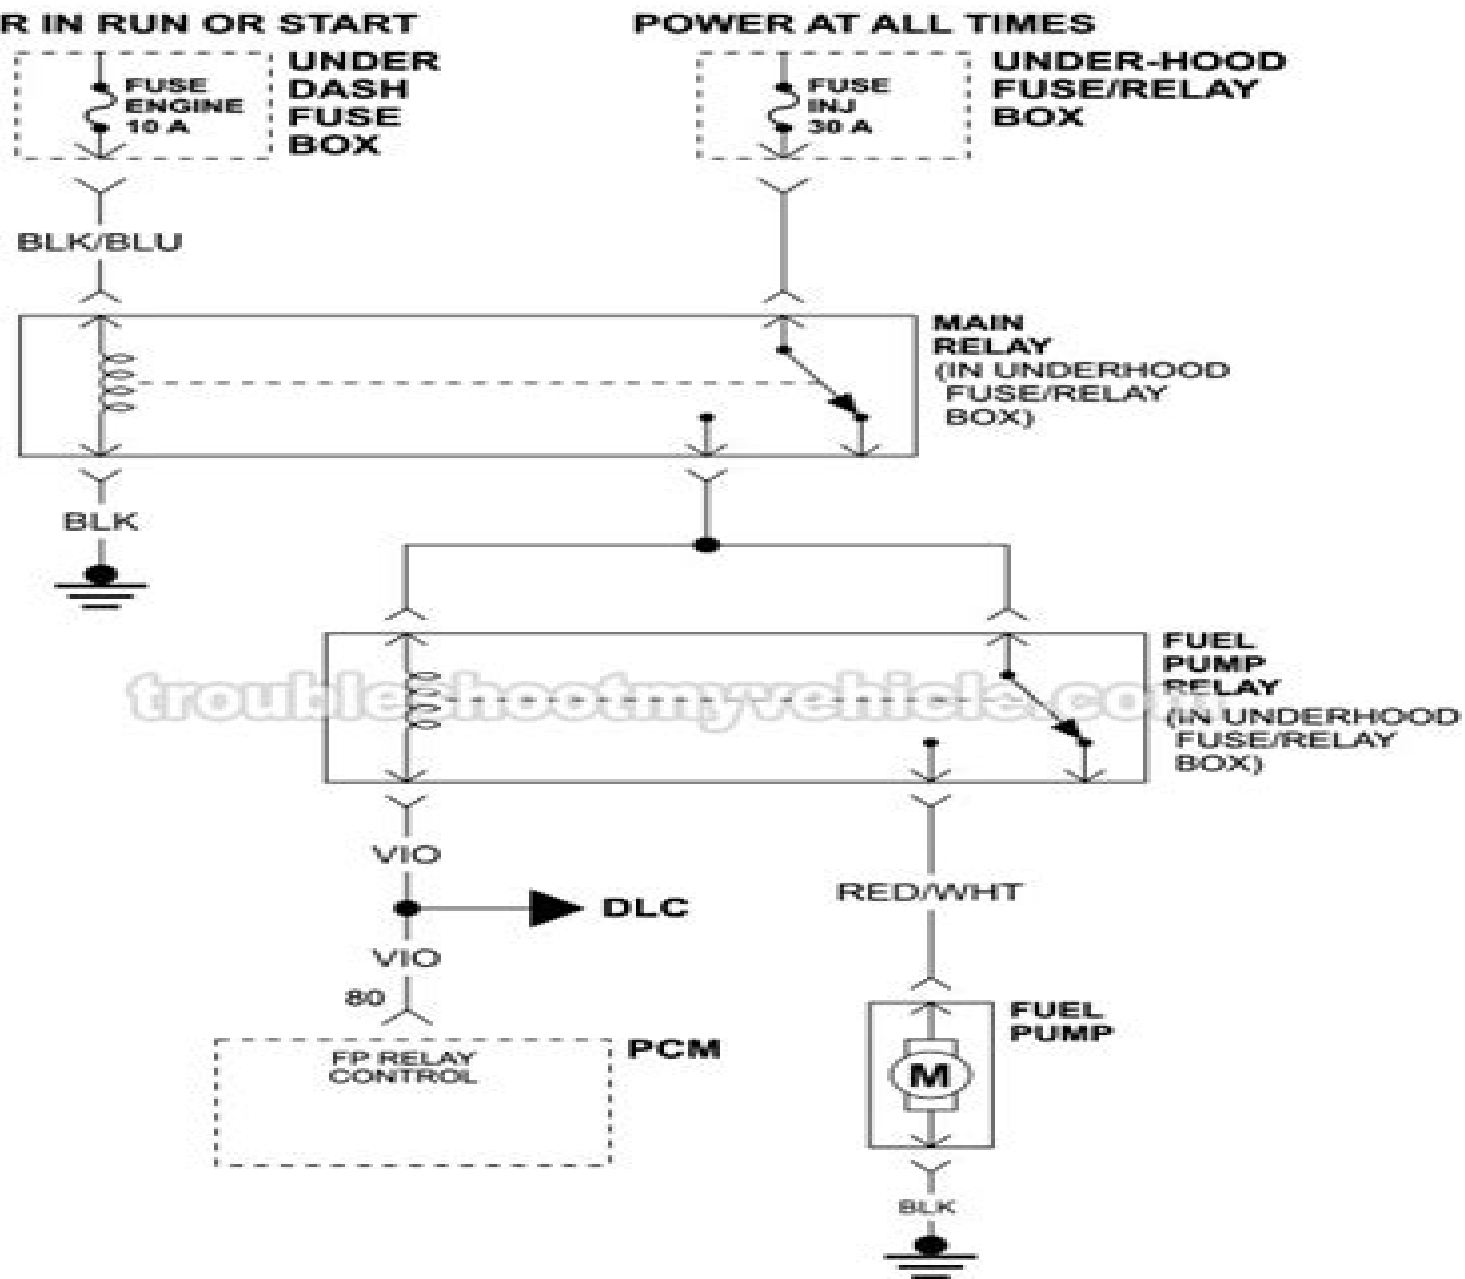 R IN RUN OR START
POWER AT ALL TIMES
FUSE
ENGINE
10 A
UNDER
DASH
FUSE
BOX
FUSE
INJ
30 A
UNDER-HOOD
FUSE/RELAY
BOX
BLK/BLU
MAIN
RELAY
(IN UNDERHOOD
FUSE/RELAY
BOX)
BLK
FUEL
PUMP
RELAY
(IN UNDERHOOD
FUSE/RELAY
BOX)
troubleshootmyvehicle.com
VIO
DLC
RED/WHT
VIO
80
FUEL
PUMP
PCM
FP RELAY
CONTROL
M
BLK